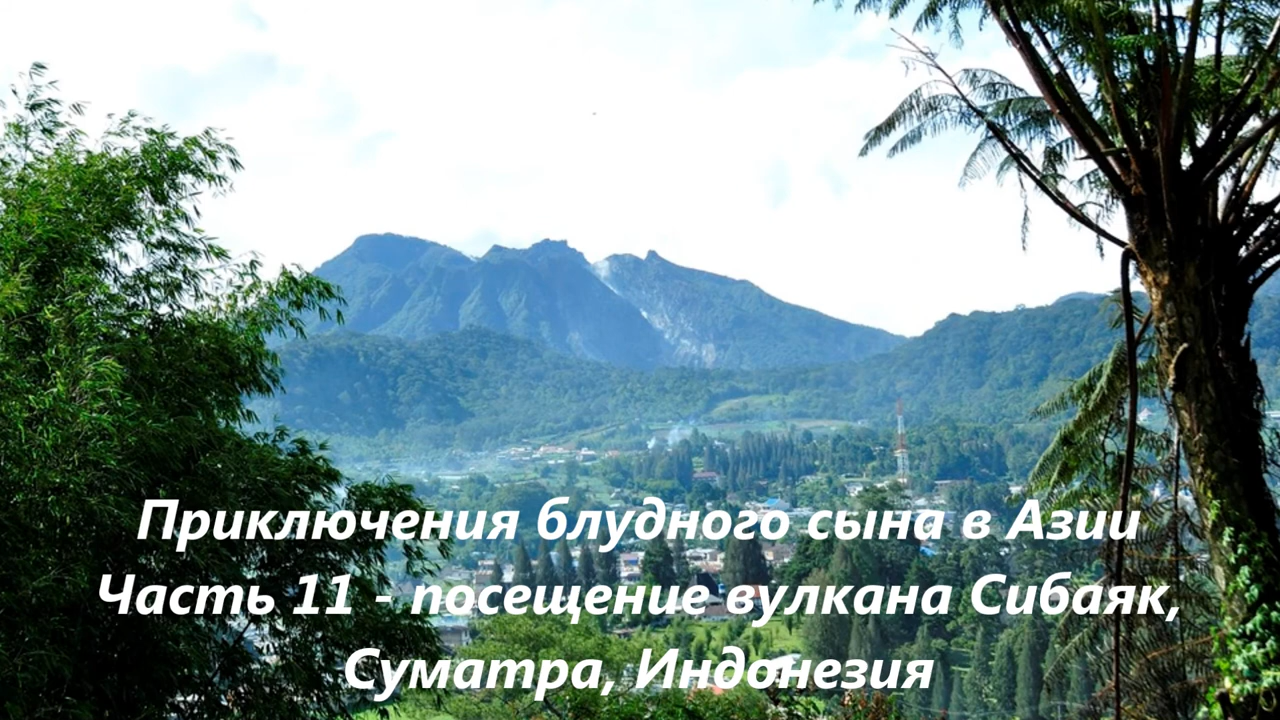 Приключения блудного сына в Азии
Часть 11 - посещение вулкана Сибаяк,
Суматра, Индонезия